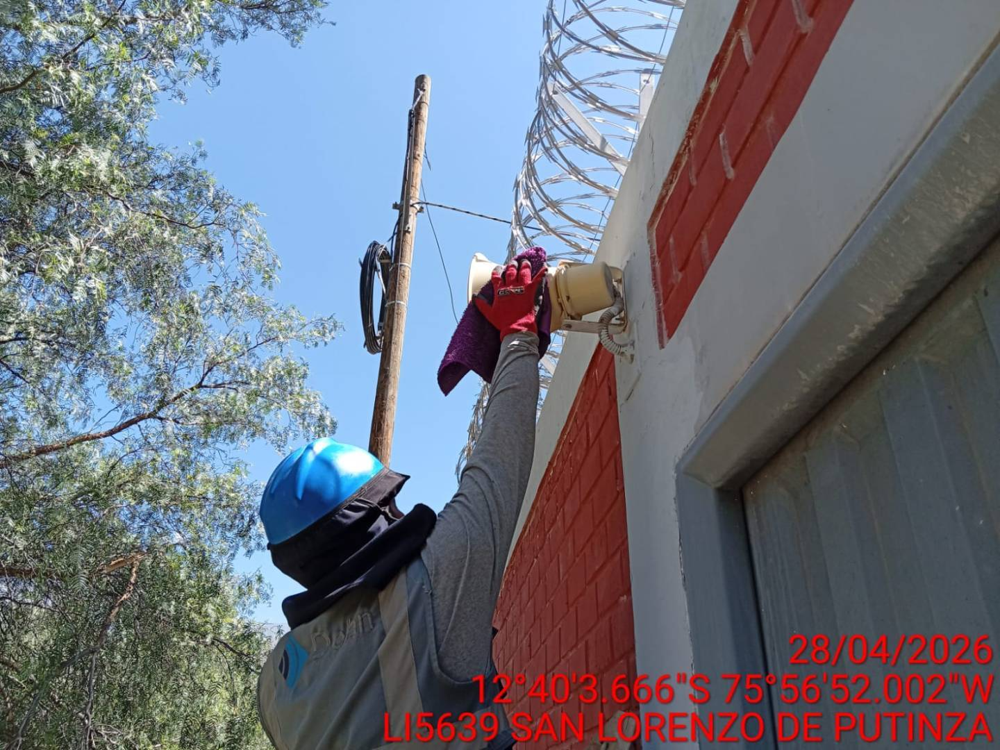 28/04/2026
12°40'3.666"S 75°56'52.002"W
LI5639 SAN LORENZO DE PUTINZA